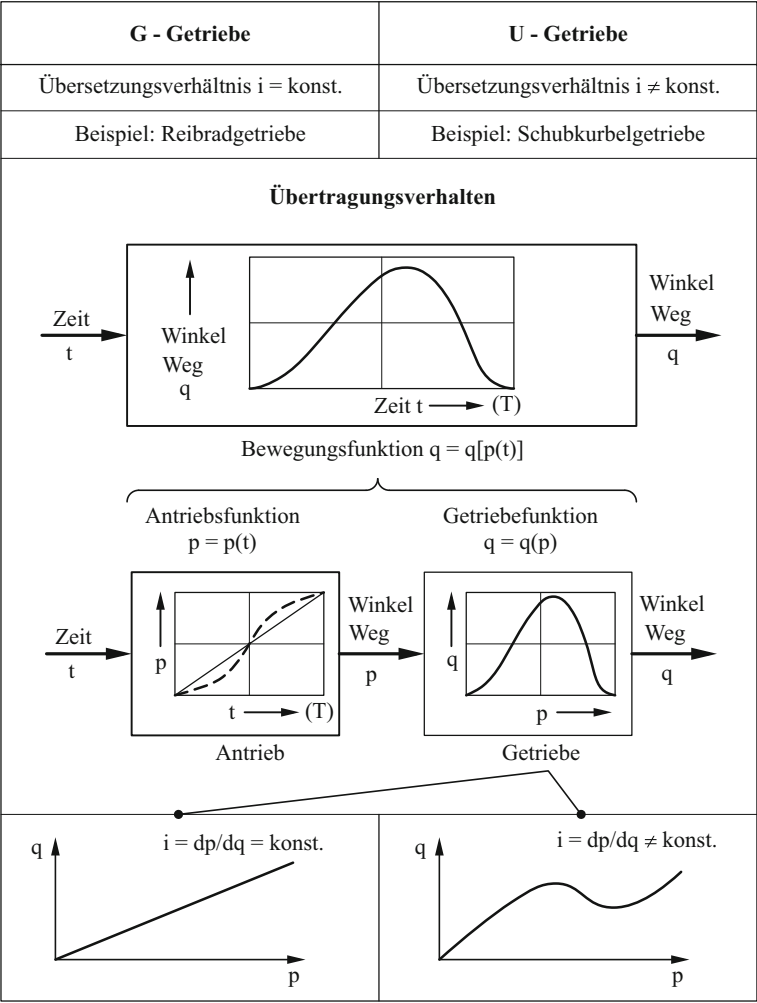 G - Getriebe
U - Getriebe
Übersetzungsverhältnis i = konst.
Übersetzungsverhältnis i ≠ konst.
Beispiel: Reibradgetriebe
Beispiel: Schubkurbelgetriebe
Übertragungsverhalten
Zeit
t
Winkel
Weg
q
Zeit t
(T)
Winkel
Weg
q
Bewegungsfunktion q = q[p(t)]
Antriebsfunktion
p = p(t)
Getriebefunktion
q = q(p)
Zeit
t
p
t
(T)
Antrieb
Winkel
Weg
p
q
p
Getriebe
Winkel
Weg
q
q
i = dp/dq = konst.
p
q
i = dp/dq ≠ konst.
p